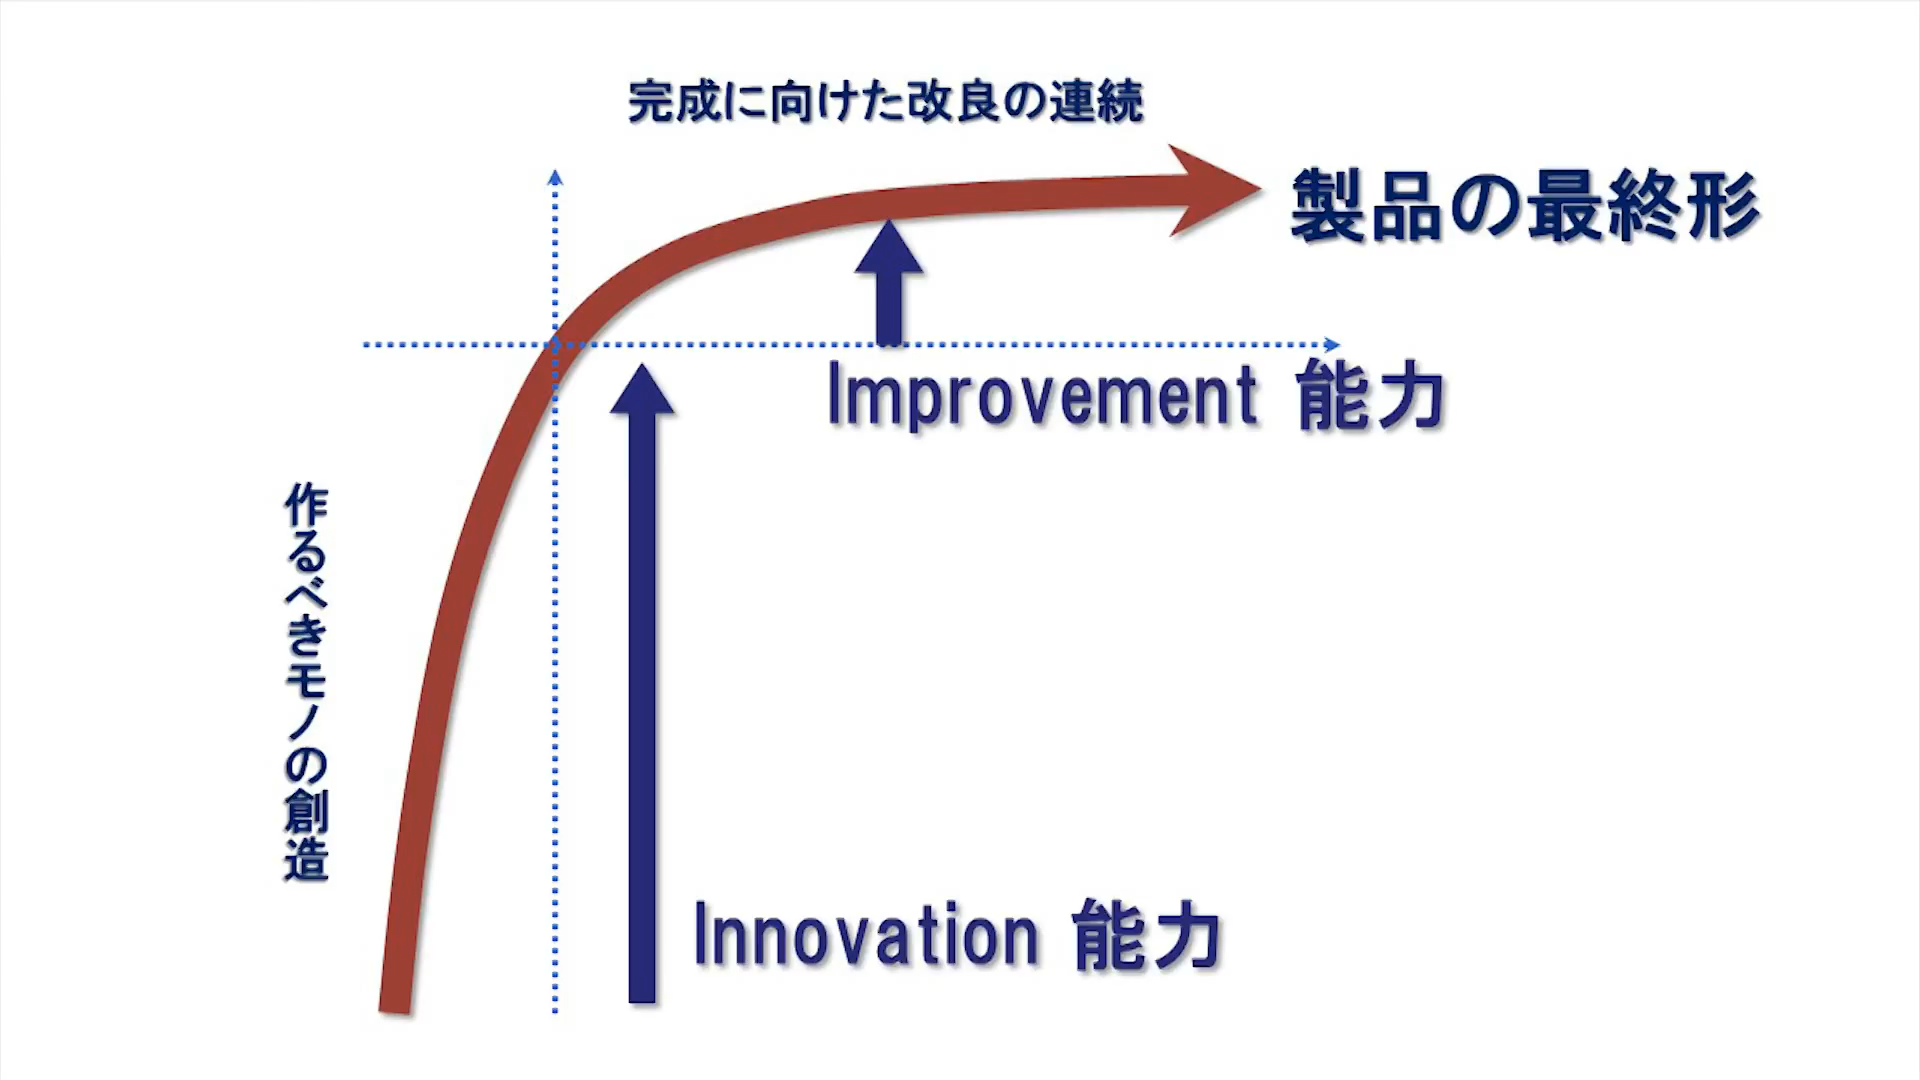 完成に向けた改良の連続
製品の最終形
Improvement 能力
作るべきモノの創造
Innovation 能力